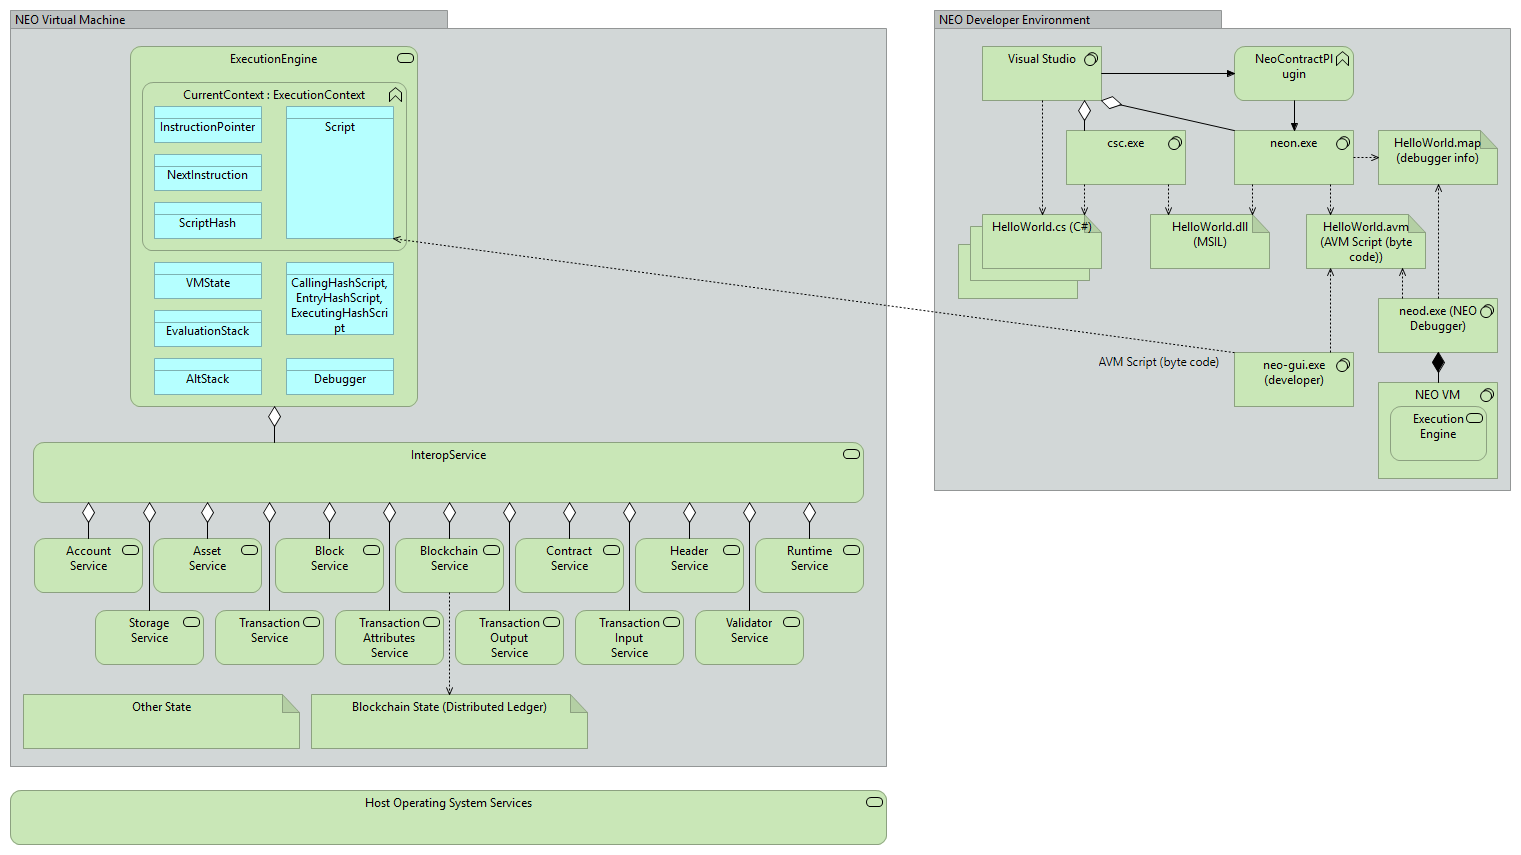 NEO Virtual Machine
ExecutionEngine
CurrentContext : ExecutionContext
InstructionPointer
Script
NextInstruction
ScriptHash
VMState
CallingHashScript,
EntryHashScript,
ExecutingHashScri
pt
EvaluationStack
AltStack
Debugger
InteropService
Account
Service
Asset
Service
Block
Service
Blockchain
Service
Contract
Service
Header
Service
Runtime
Service
Storage
Service
Transaction
Service
Transaction
Attributes
Service
Transaction
Output
Service
Transaction
Input
Service
Validator
Service
Other State
Blockchain State (Distributed Ledger)
Host Operating System Services
NEO Developer Environment
Visual Studio
NeoContractPl
ugin
csc.exe
neon.exe
HelloWorld.map
(debugger info)
HelloWorld.cs (C#)
HelloWorld.dll
(MSIL)
HelloWorld.avm
(AVM Script (byte
code))
neod.exe (NEO
Debugger)
AVM Script (byte code)
neo-gui.exe
(developer)
NEO VM
Execution
Engine